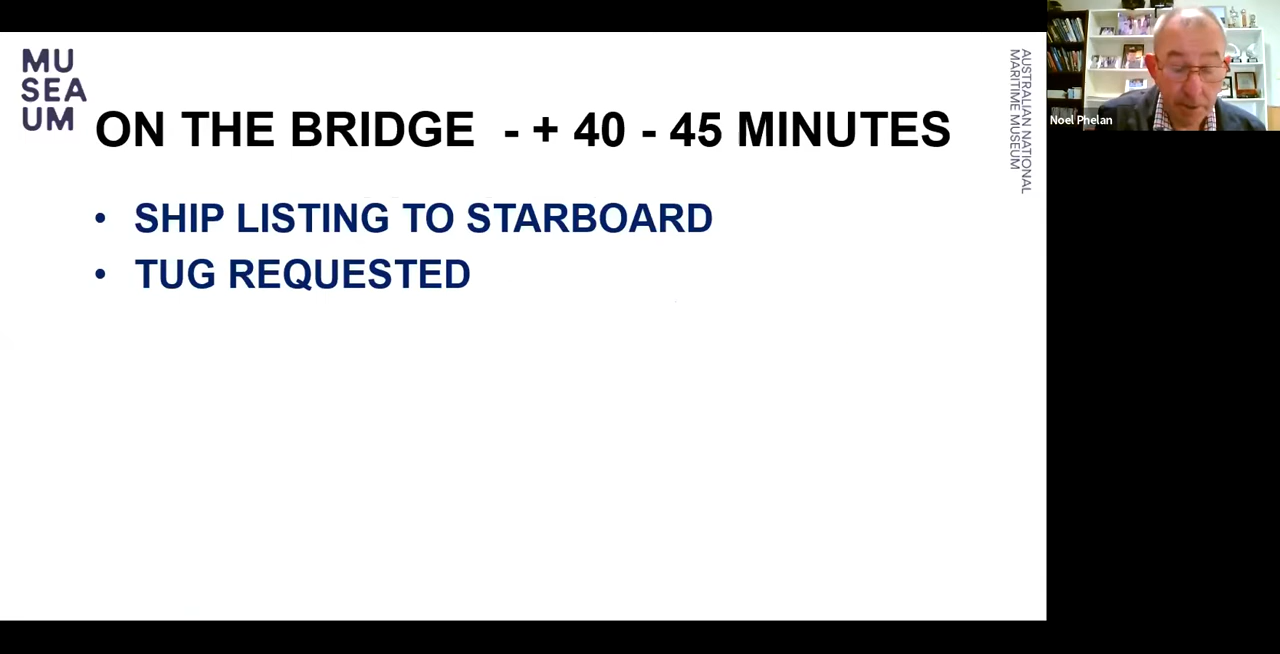 MU
SEA
UM
ON THE BRIDGE - + 40 - 45 MINUTES
• SHIP LISTING TO STARBOARD
• TUG REQUESTED
AUSTRALIAN NATIONAL
MARITIME MUSEUM
Noel Phelan